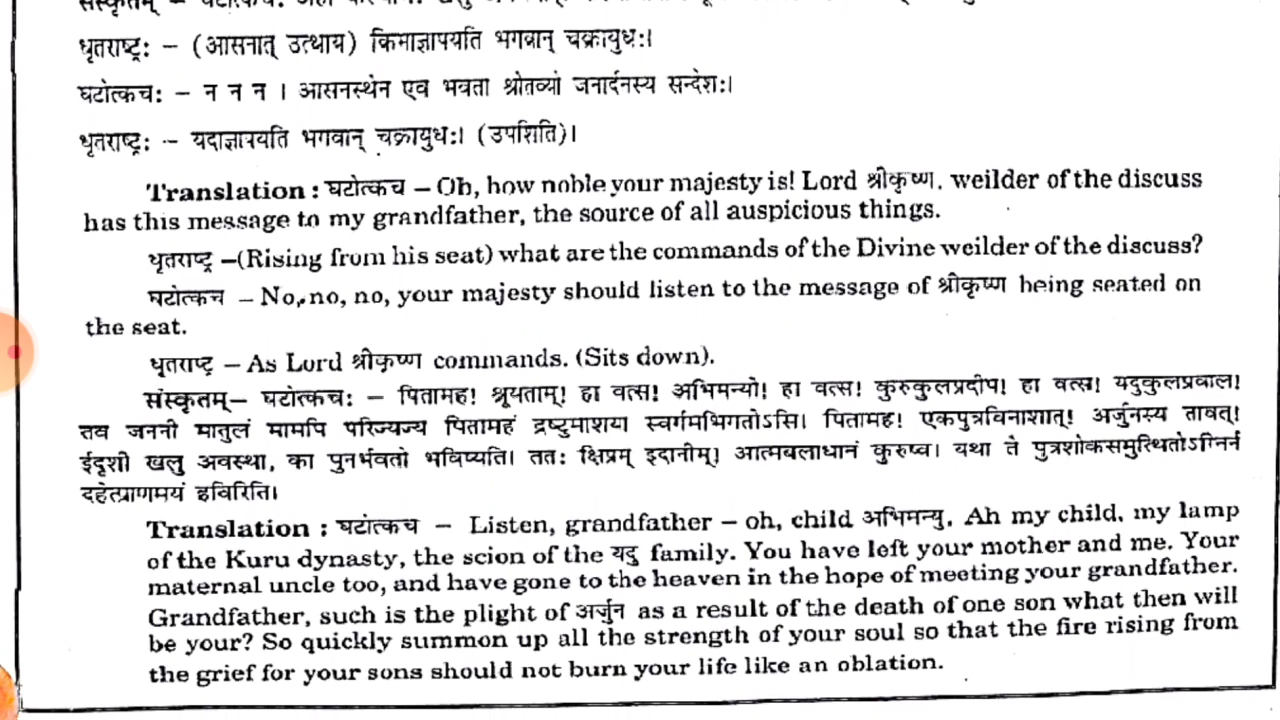 धृतराष्ट्रः – (आसनात् उत्थाय) किमाज्ञापयति भगवान् चक्रायुधः।
घटोत्कचः – न न न । आसनस्थेन एव भवता श्रोतव्यो जनार्दनस्य सन्देशः।
धृतराष्ट्रः – यदाज्ञापयति भगवान् चक्रायुधः। (उपशिति)।
Translation : घटोत्कच – Oh, how noble your majesty is! Lord श्रीकृष्ण. weilder of the discuss
has this message to my grandfather, the source of all auspicious things.
धृतराष्ट्र –(Rising from his seat) what are the commands of the Divine weilder of the discuss?
घटोत्कच – No, no, no, your majesty should listen to the message of श्रीकृष्ण being seated on
the seat.
धृतराष्ट – As Lord श्रीकृष्ण commands. (Sits down).
संस्कृतम्– घटोत्कचः – पितामह! श्रूयताम्! हा वत्स! अभिमन्यो! हा वत्स! कुरुकुलप्रदीप! हा वत्स! यदुकुलप्रवाल!
तव जननी मातुलं मामपि परिज्यज्य पितामहं द्रष्टुमाशया स्वर्गमभिगतोऽसि। पितामह! एकपुत्रविनाशात्! अर्जुनस्य तावत्!
ईदृशी खलु अवस्था, का पुनर्भवतो भविष्यति। ततः क्षिप्रम् इदानीम्! आत्मबलाधानं कुरुष्व। यथा ते पुत्रशोकसमुत्थितोऽग्निर्न
दहेत्प्राणमयं हविरिति।
Translation : घटोत्कच – Listen, grandfather – oh, child अभिमन्यु, Ah my child, my lamp
of the Kuru dynasty, the scion of the यदु family. You have left your mother and me. Your
maternal uncle too, and have gone to the heaven in the hope of meeting your grandfather.
Grandfather, such is the plight of अर्जुन as a result of the death of one son what then will
be your? So quickly summon up all the strength of your soul so that the fire rising from
the grief for your sons should not burn your life like an oblation.